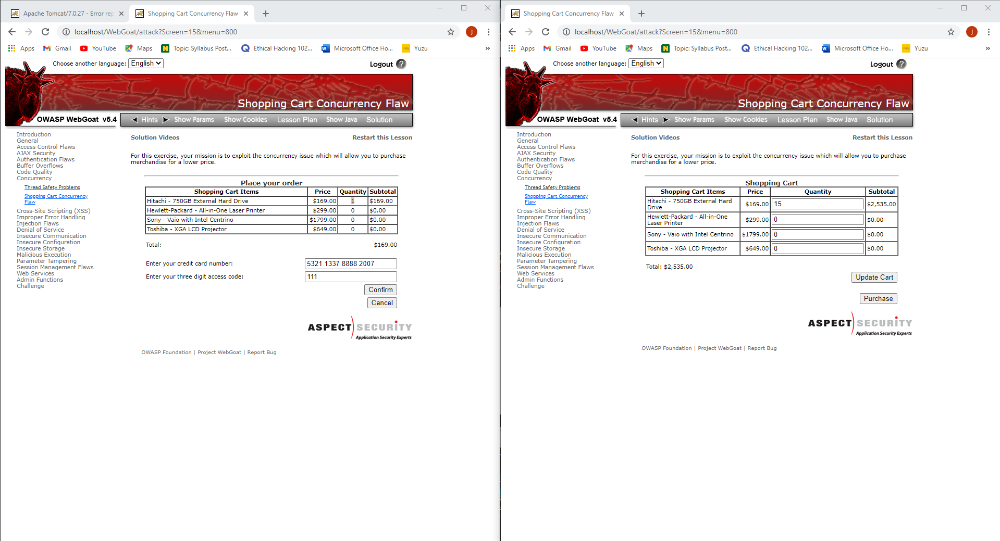 Apache Tomcat/7.0.27 - Error rep
Shopping Cart Concurrency Flaw
localhost/WebGoat/attack?Screen=15&menu=800
j
Apps
Gmail
YouTube
Maps
N
Topic: Syllabus Post...
Ethical Hacking 102...
Microsoft Office Ho...
Yuzu
»
Choose another language: English
Logout ?
Shopping Cart Concurrency Flaw
OWASP WebGoat v5.4
Hints
Show Params
Show Cookies
Lesson Plan
Show Java
Solution
Introduction
General
Access Control Flaws
AJAX Security
Authentication Flaws
Buffer Overflows
Code Quality
Concurrency
Thread Safety Problems
Shopping Cart Concurrency
Flaw
Cross-Site Scripting (XSS)
Improper Error Handling
Injection Flaws
Denial of Service
Insecure Communication
Insecure Configuration
Insecure Storage
Malicious Execution
Parameter Tampering
Session Management Flaws
Web Services
Admin Functions
Challenge
Solution Videos
Restart this Lesson
For this exercise, your mission is to exploit the concurrency issue which will allow you to purchase
merchandise for a lower price.
Place your order
Shopping Cart Items Price Quantity Subtotal
Hitachi - 750GB External Hard Drive $169.00 1 $169.00
Hewlett-Packard - All-in-One Laser Printer $299.00 0 $0.00
Sony - Vaio with Intel Centrino $1799.00 0 $0.00
Toshiba - XGA LCD Projector $649.00 0 $0.00
Total: $169.00
Enter your credit card number: 5321 1337 8888 2007
Enter your three digit access code: 111
Confirm
Cancel
ASPECT SECURITY
Application Security Experts
OWASP Foundation | Project WebGoat | Report Bug
Shopping Cart Concurrency Flaw
localhost/WebGoat/attack?Screen=15&menu=800
j
Apps
Gmail
YouTube
Maps
N
Topic: Syllabus Post...
Ethical Hacking 102...
Microsoft Office Ho...
Yuzu
»
Choose another language: English
Logout ?
Shopping Cart Concurrency Flaw
OWASP WebGoat v5.4
Hints
Show Params
Show Cookies
Lesson Plan
Show Java
Solution
Introduction
General
Access Control Flaws
AJAX Security
Authentication Flaws
Buffer Overflows
Code Quality
Concurrency
Thread Safety Problems
Shopping Cart Concurrency
Flaw
Cross-Site Scripting (XSS)
Improper Error Handling
Injection Flaws
Denial of Service
Insecure Communication
Insecure Configuration
Insecure Storage
Malicious Execution
Parameter Tampering
Session Management Flaws
Web Services
Admin Functions
Challenge
Solution Videos
Restart this Lesson
For this exercise, your mission is to exploit the concurrency issue which will allow you to purchase
merchandise for a lower price.
Shopping Cart
Shopping Cart Items Price Quantity Subtotal
Hitachi - 750GB External Hard
Drive $169.00 15 $2,535.00
Hewlett-Packard - All-in-One
Laser Printer $299.00 0 $0.00
Sony - Vaio with Intel Centrino $1799.00 0 $0.00
Toshiba - XGA LCD Projector $649.00 0 $0.00
Total: $2,535.00
Update Cart
Purchase
ASPECT SECURITY
Application Security Experts
OWASP Foundation | Project WebGoat | Report Bug